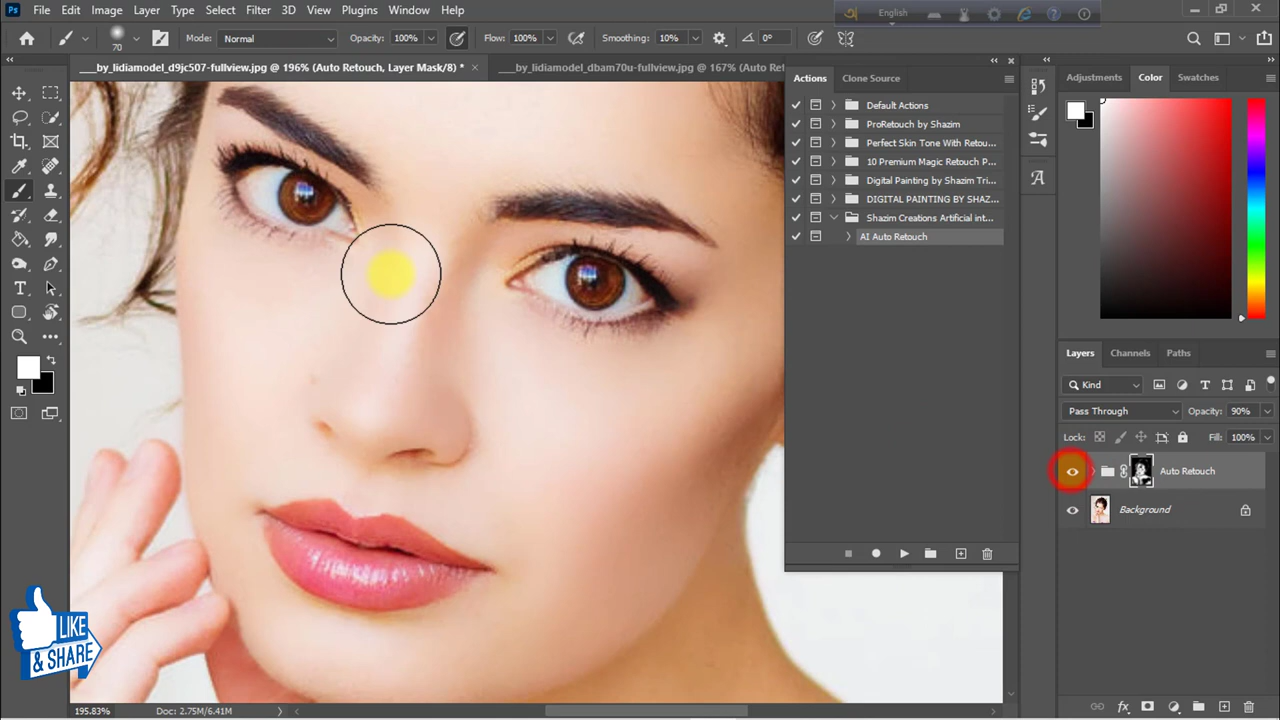 Ps File Edit Image Layer Type Select Filter 3D View Plugins Window Help
English
70 Mode: Normal Opacity: 100% Flow: 100% Smoothing: 10% 0°
___by_lidiamodel_d9jc507-fullview.jpg @ 196% (Auto Retouch, Layer Mask/8) * ___by_lidiamodel_dbam70u-fullview.jpg @ 167% (Auto Ret
Actions Clone Source
Default Actions
ProRetouch by Shazim
Perfect Skin Tone With Retou...
10 Premium Magic Retouch P...
Digital Painting by Shazim Tri...
DIGITAL PAINTING BY SHAZ...
Shazim Creations Artificial int...
AI Auto Retouch
Adjustments Color Swatches
Layers Channels Paths
Kind
Pass Through Opacity: 90%
Lock: Fill: 100%
Auto Retouch
Background
LIKE
& SHARE
195.83% Doc: 2.75M/6.41M